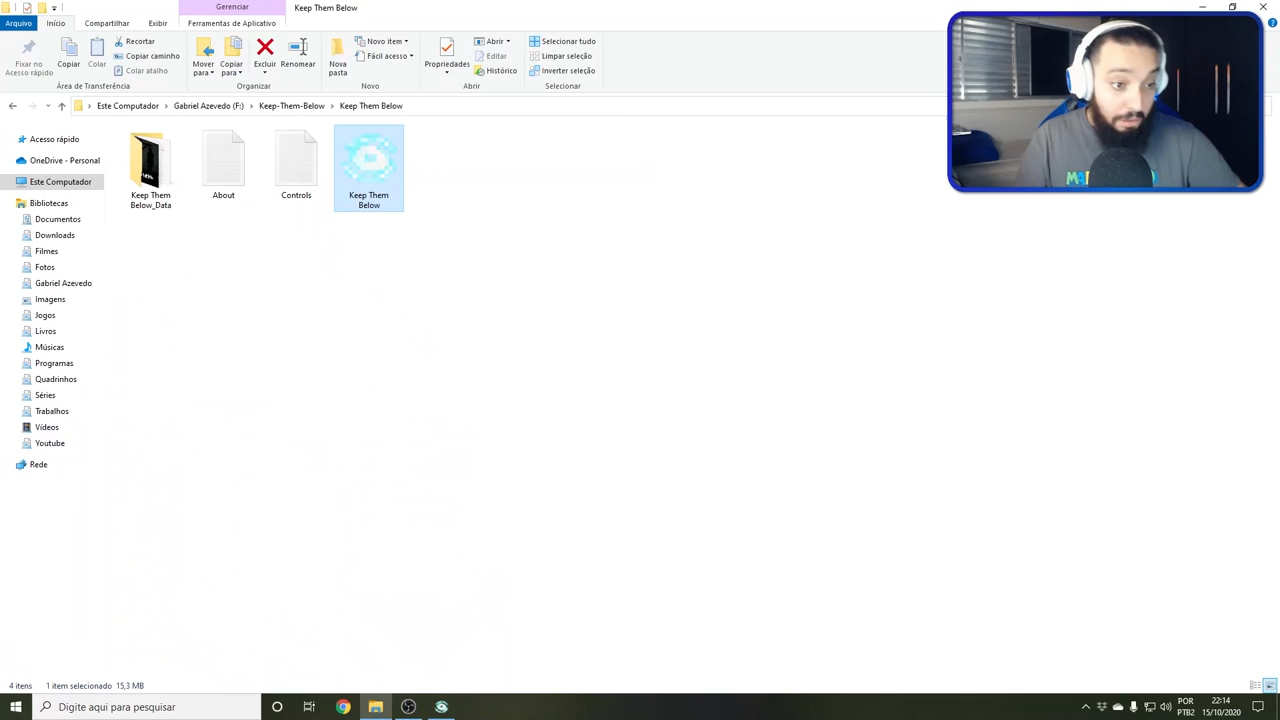 Gerenciar
Keep Them Below
Arquivo
Início
Compartilhar
Exibir
Ferramentas de Aplicativo
Fixar no
Acesso rápido
Copiar
Colar
Recortar
Copiar caminho
Colar atalho
Área de Transferência
Mover
para
Copiar
para
Excluir
Renomear
Organizar
Nova
pasta
Novo item
Fácil acesso
Novo
Propriedades
Abrir
Editar
Histórico
Abrir
Selecionar tudo
Limpar seleção
Inverter seleção
Selecionar
Este Computador > Gabriel Azevedo (F:) > Keep-Them-Below > Keep Them Below
Acesso rápido
OneDrive - Personal
Este Computador
Bibliotecas
Documentos
Downloads
Filmes
Fotos
Gabriel Azevedo
Imagens
Jogos
Livros
Músicas
Programas
Quadrinhos
Séries
Trabalhos
Vídeos
Youtube
Rede
Keep Them
Below_Data
About
Controls
Keep Them
Below
4 itens
1 item selecionado 15,3 MB
Digite aqui para pesquisar
POR
PTB2
22:14
15/10/2020